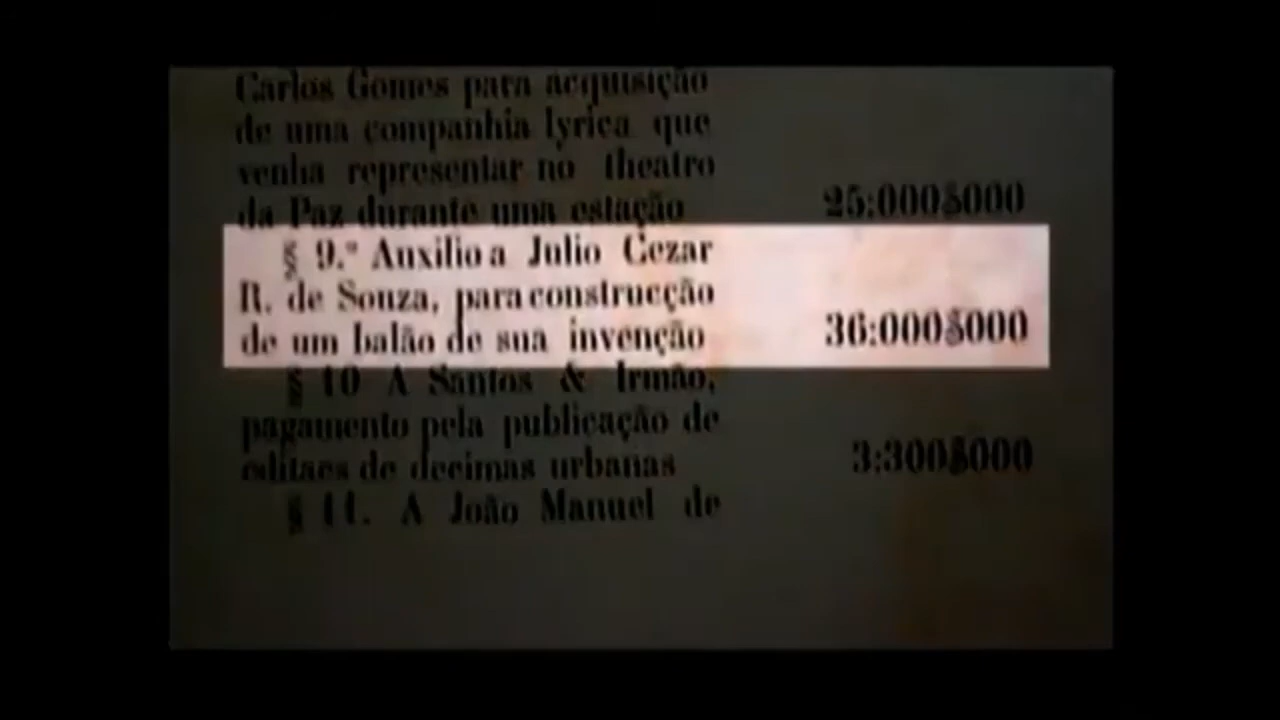 Carlos Gomes para acquisição
de uma companhia lyrica que
venha representar no theatro
da Paz durante uma estação 25:000$000
§ 9.º Auxilio a Julio Cezar
R. de Souza, para construcção
de um balão de sua invenção 36:000$000
§ 10 A Santos & Irmão,
pagamento pela publicação de
editaes de decimas urbanas 3:300$000
§ 11. A João Manuel de